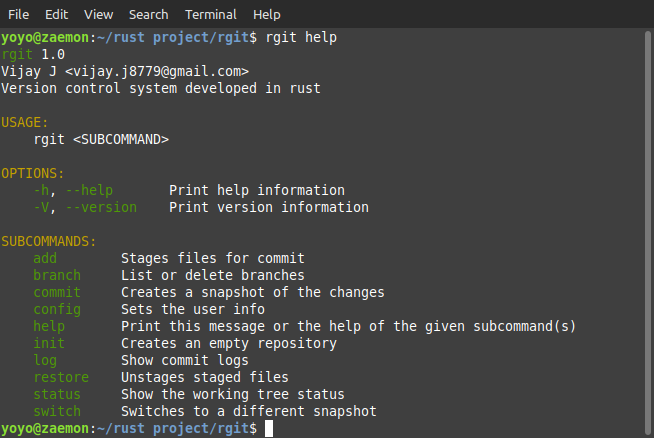 File Edit View Search Terminal Help
yoyo@zaemon:~/rust project/rgit$ rgit help
rgit 1.0
Vijay J <vijay.j8779@gmail.com>
Version control system developed in rust
USAGE:
rgit <SUBCOMMAND>
OPTIONS:
-h, --help Print help information
-V, --version Print version information
SUBCOMMANDS:
add Stages files for commit
branch List or delete branches
commit Creates a snapshot of the changes
config Sets the user info
help Print this message or the help of the given subcommand(s)
init Creates an empty repository
log Show commit logs
restore Unstages staged files
status Show the working tree status
switch Switches to a different snapshot
yoyo@zaemon:~/rust project/rgit$